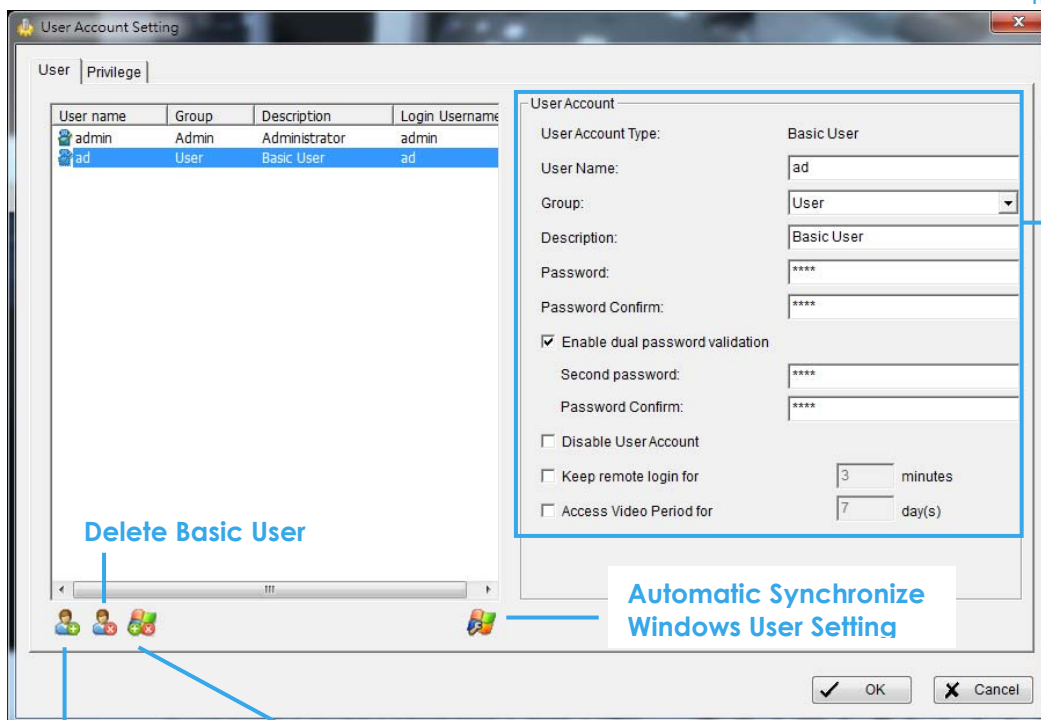 User Account Setting
User Privilege
User name Group Description Login Username
admin Admin Administrator admin
ad User Basic User ad
User Account
User Account Type: Basic User
User Name: ad
Group: User
Description: Basic User
Password: ****
Password Confirm: ****
Enable dual password validation
Second password: ****
Password Confirm: ****
Disable User Account
Keep remote login for 3 minutes
Access Video Period for 7 day(s)
Delete Basic User
Automatic Synchronize
Windows User Setting
OK Cancel